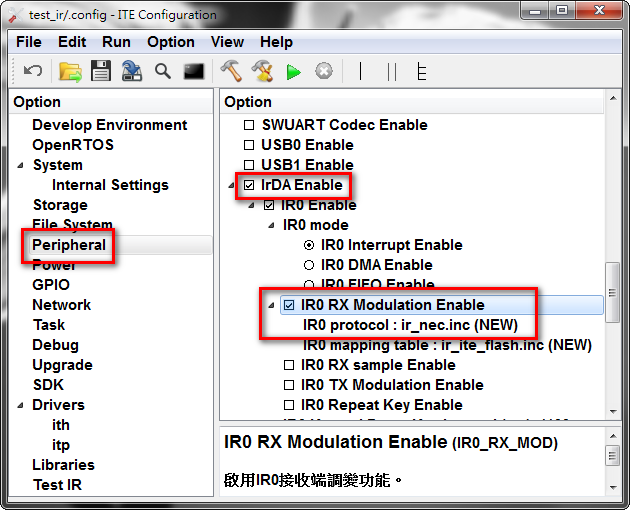 test_ir/.config - ITE Configuration
File Edit Run Option View Help
Option
Develop Environment
OpenRTOS
System
Internal Settings
Storage
File System
Peripheral
Power
GPIO
Network
Task
Debug
Upgrade
SDK
Drivers
ith
itp
Libraries
Test IR
Option
SWUART Codec Enable
USB0 Enable
USB1 Enable
IrDA Enable
IR0 Enable
IR0 mode
IR0 Interrupt Enable
IR0 DMA Enable
IR0 FIFO Enable
IR0 RX Modulation Enable
IR0 protocol : ir_nec.inc (NEW)
IR0 mapping table : ir_ite_flash.inc (NEW)
IR0 RX sample Enable
IR0 TX Modulation Enable
IR0 Repeat Key Enable
IR0 RX Modulation Enable (IR0_RX_MOD)
啟用IR0接收端調變功能。